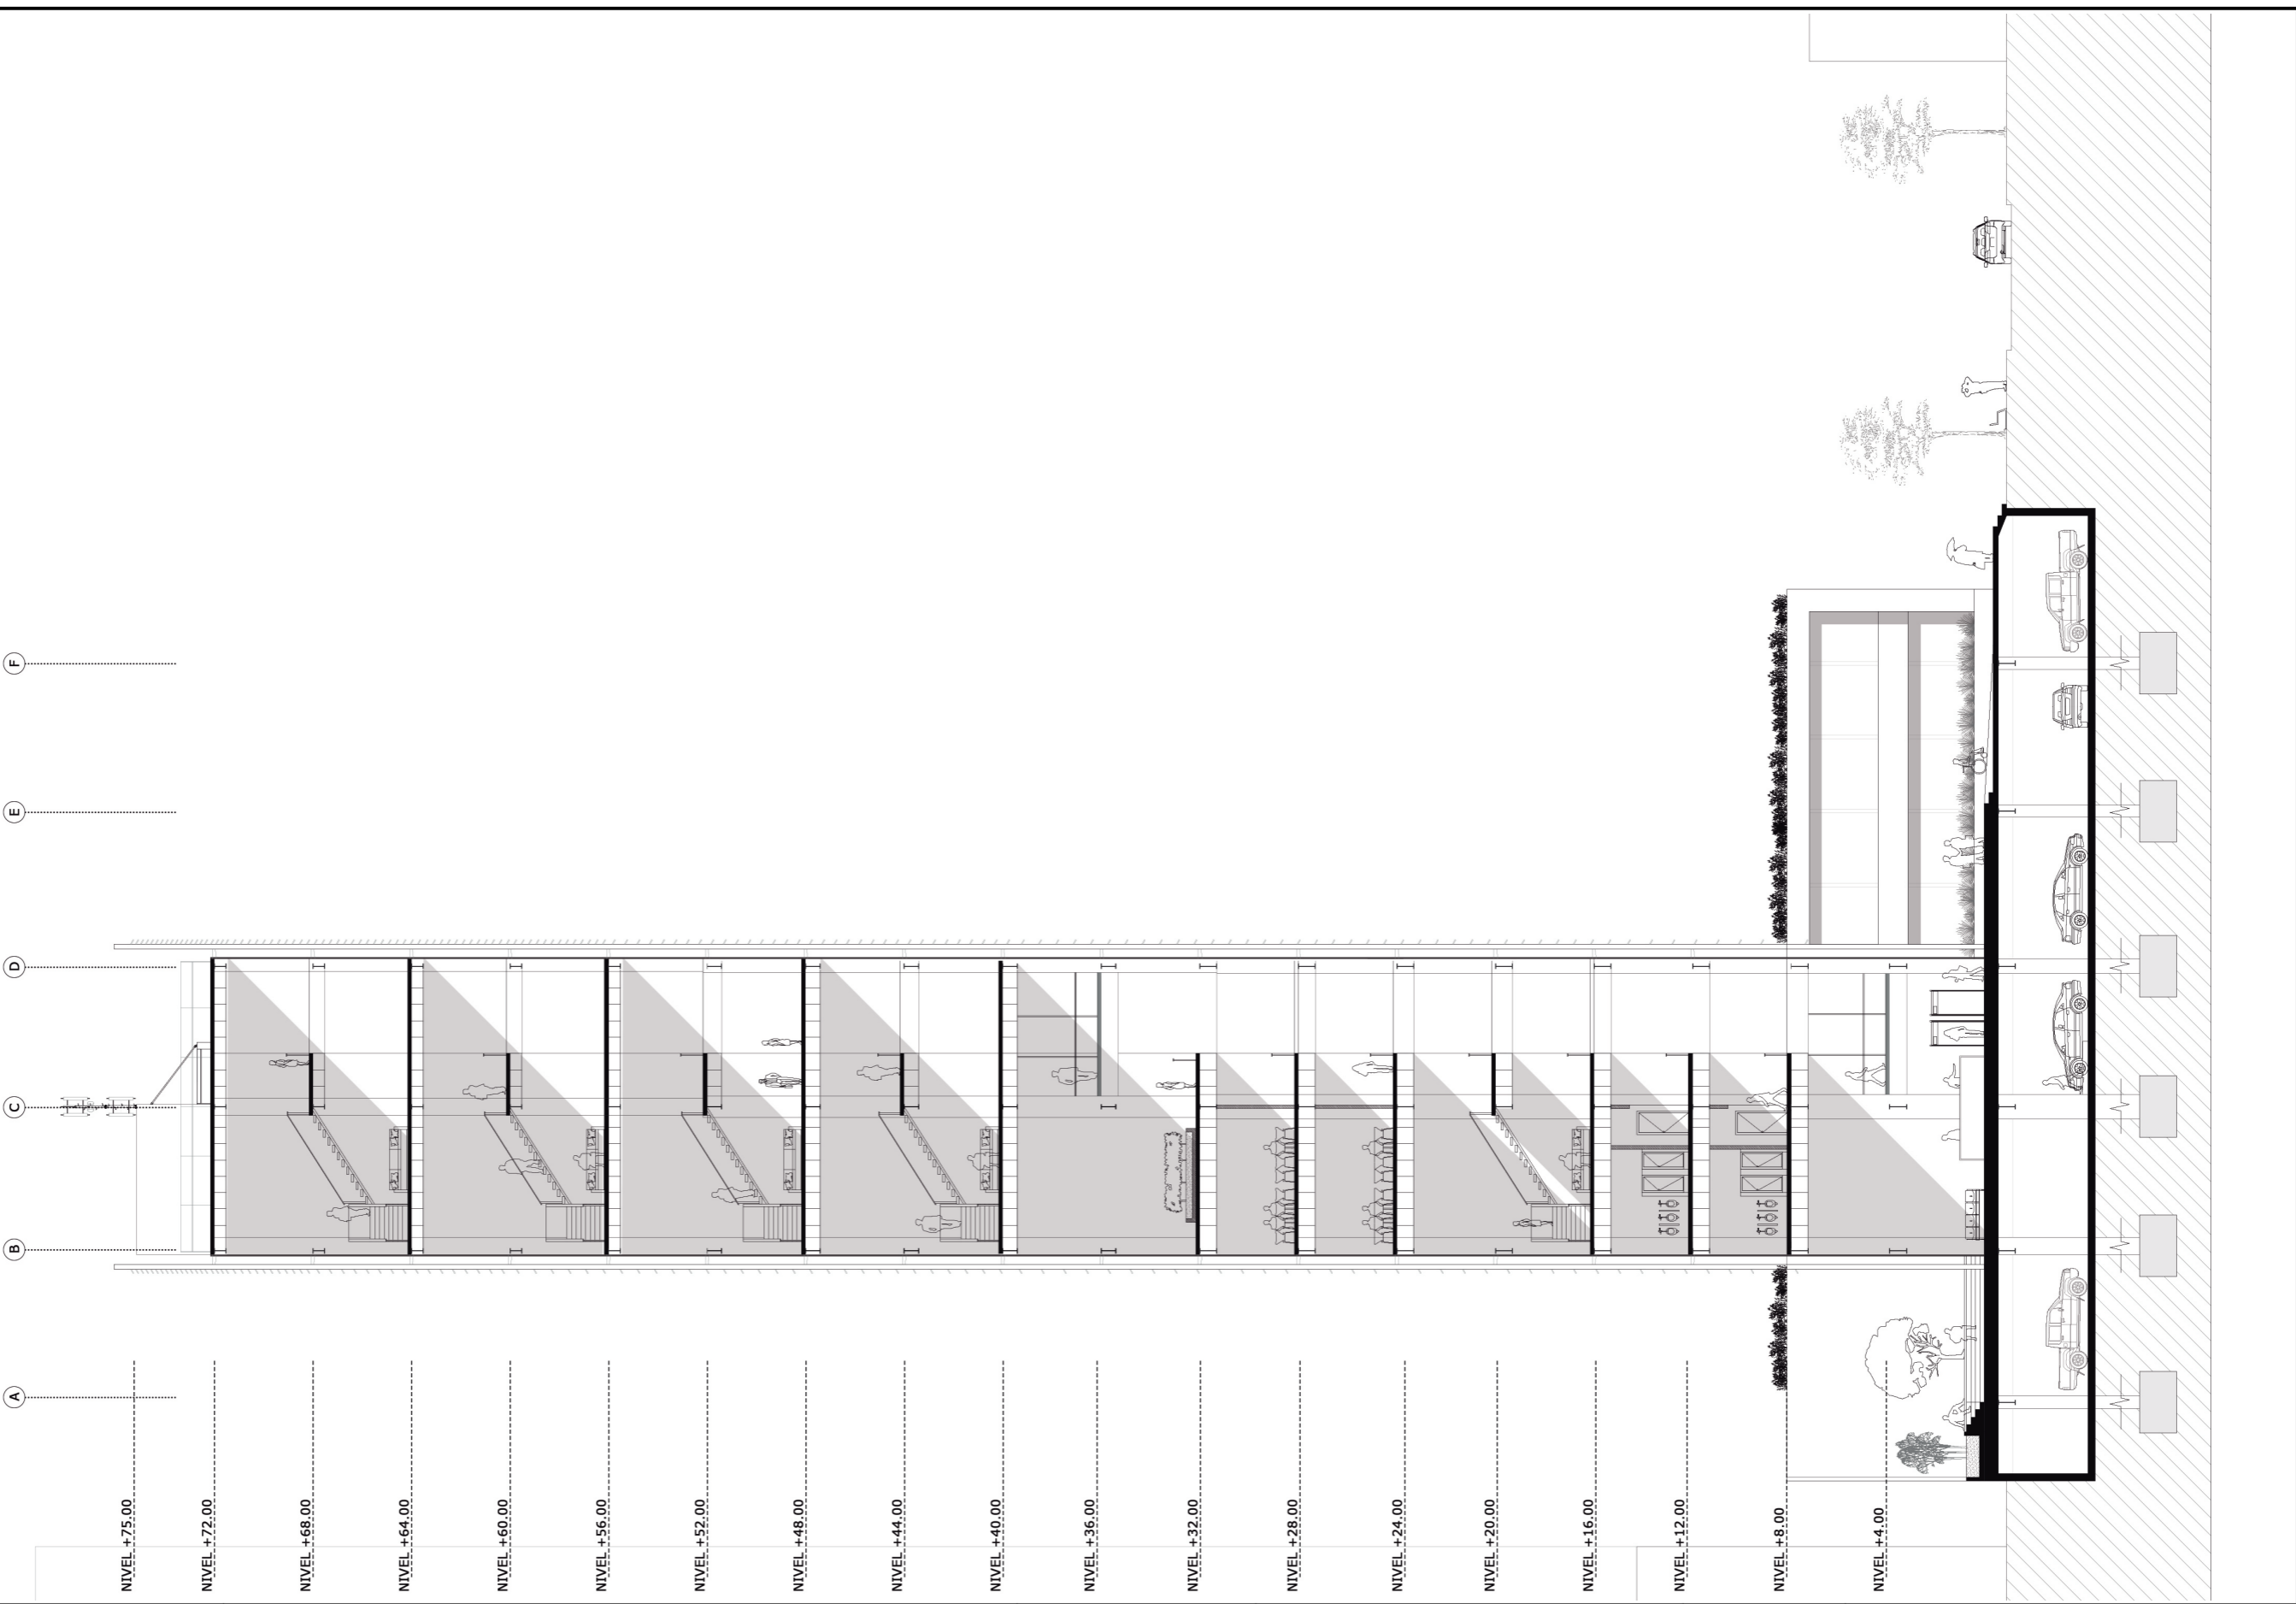 A
B
C
D
E
F
NIVEL +75.00
NIVEL +72.00
NIVEL +68.00
NIVEL +64.00
NIVEL +60.00
NIVEL +56.00
NIVEL +52.00
NIVEL +48.00
NIVEL +44.00
NIVEL +40.00
NIVEL +36.00
NIVEL +32.00
NIVEL +28.00
NIVEL +24.00
NIVEL +20.00
NIVEL +16.00
NIVEL +12.00
NIVEL +8.00
NIVEL +4.00